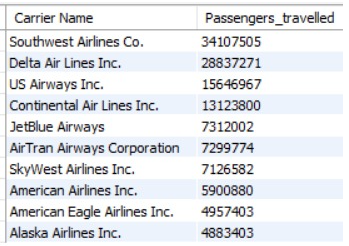 Carrier Name Passengers_travelled
Southwest Airlines Co. 34107505
Delta Air Lines Inc. 28837271
US Airways Inc. 15646967
Continental Air Lines Inc. 13123800
JetBlue Airways 7312002
AirTran Airways Corporation 7299774
SkyWest Airlines Inc. 7126582
American Airlines Inc. 5900880
American Eagle Airlines Inc. 4957403
Alaska Airlines Inc. 4883403